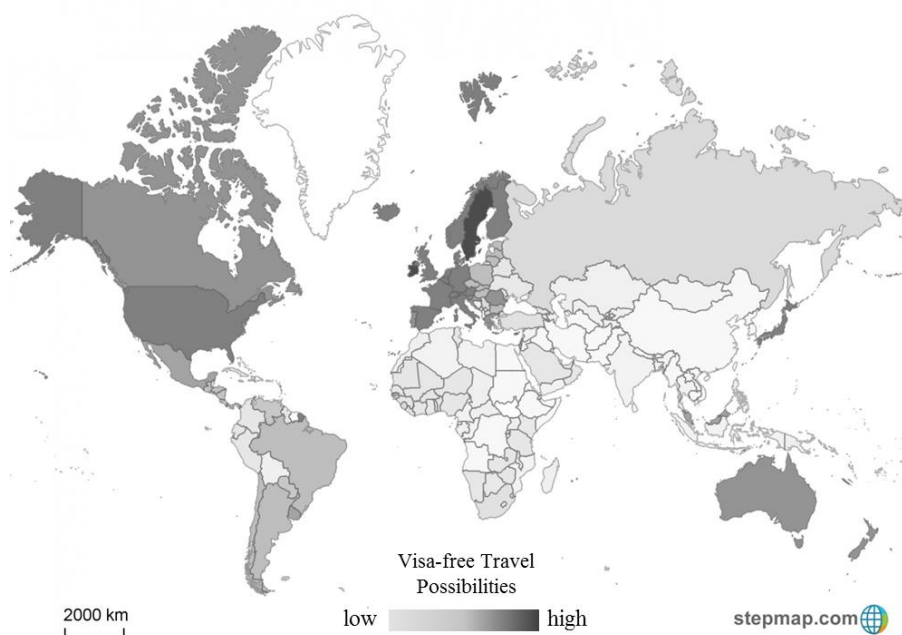 Visa-free Travel
Possibilities
low high
2000 km
stepmap.com